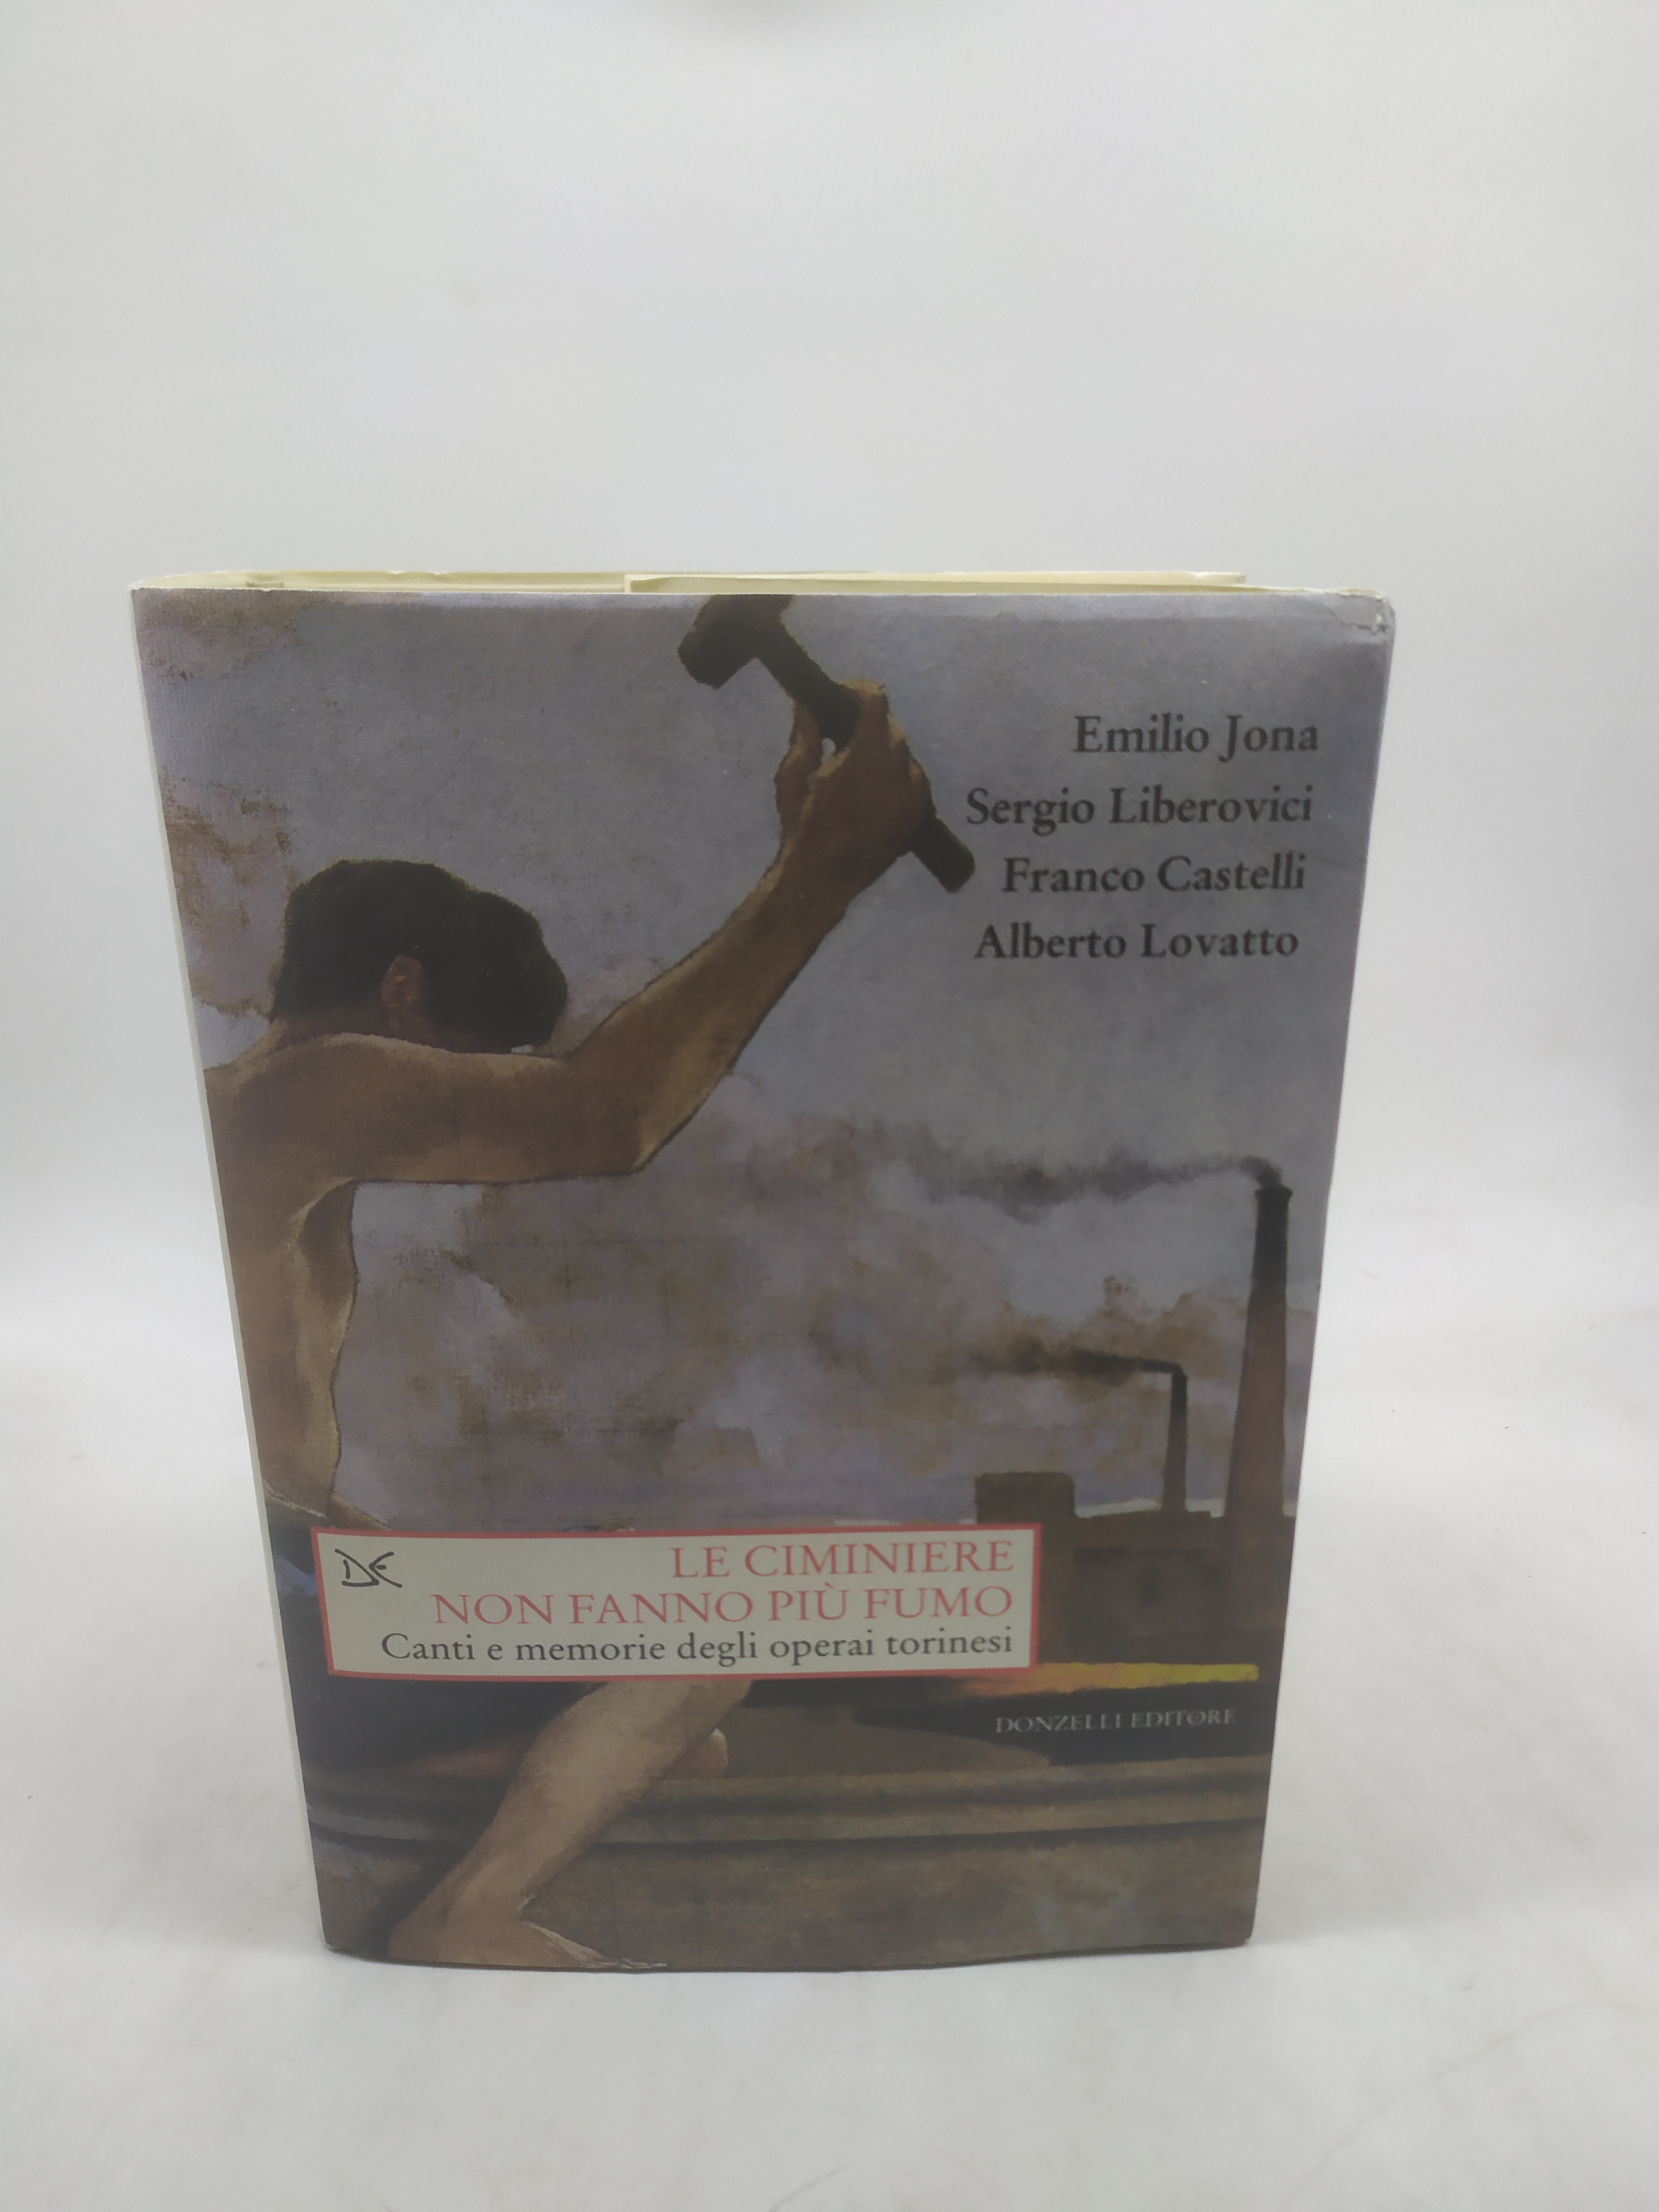 Emilio Jona
Sergio Liberovici
Franco Castelli
Alberto Lovatto
DE
LE CIMINIERE
NON FANNO PIÙ FUMO
Canti e memorie degli operai torinesi
DONZELLI EDITORE